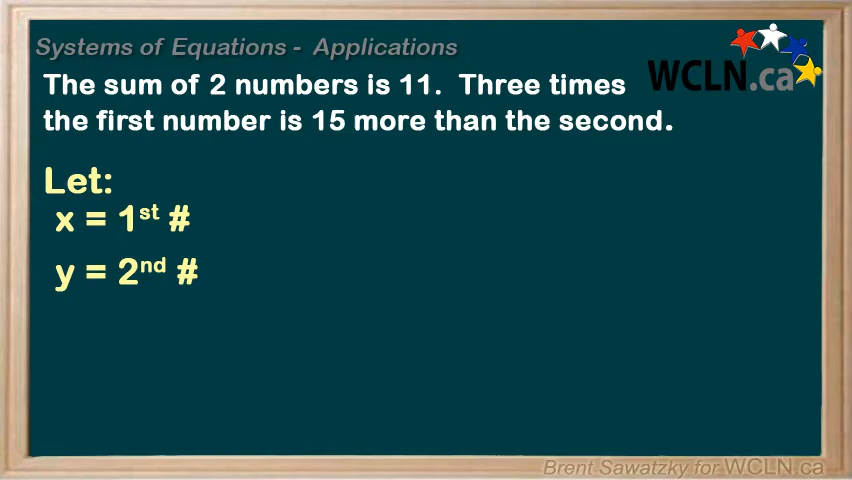 Systems of Equations - Applications
The sum of 2 numbers is 11. Three times
the first number is 15 more than the second.
WCLN.ca
Let:
x = 1st #
y = 2nd #
Brent Sawatzky for WCLN.ca